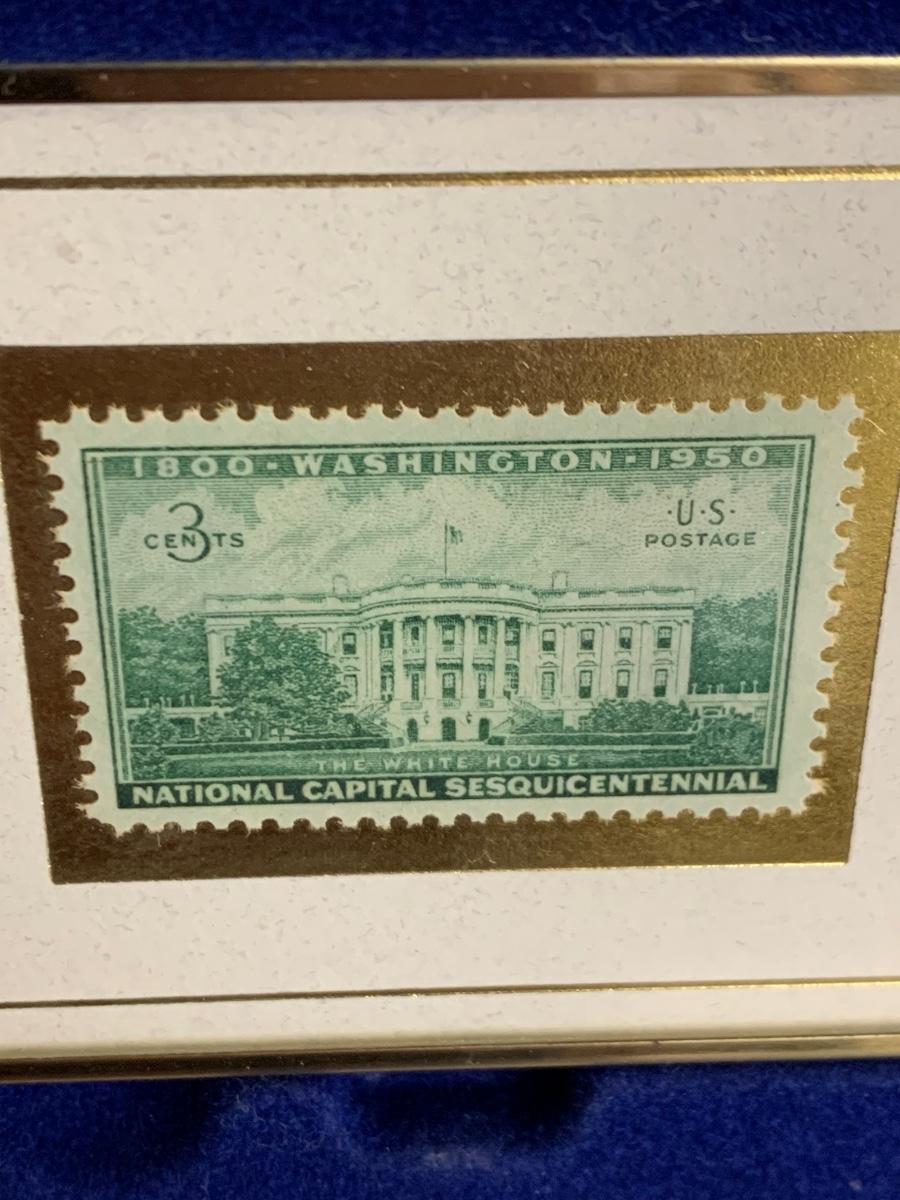 1800 - WASHINGTON - 1950
3 CENTS
·U·S·
POSTAGE
THE WHITE HOUSE
NATIONAL CAPITAL SESQUICENTENNIAL